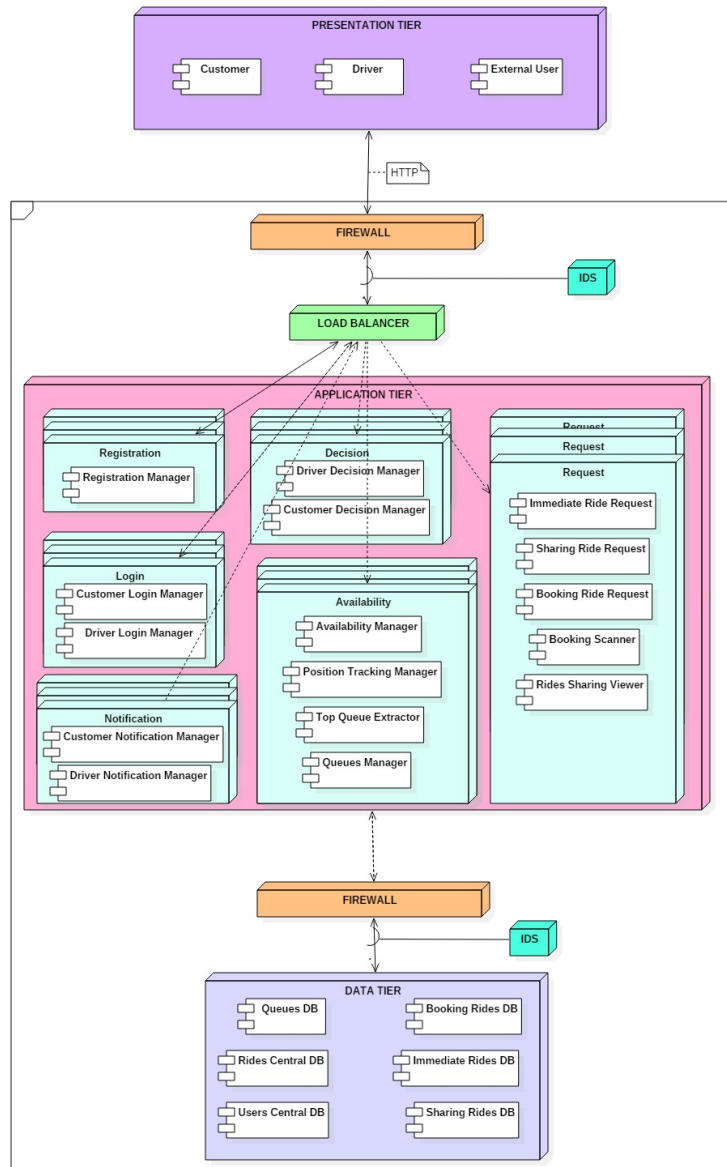 PRESENTATION TIER
Customer
Driver
External User
HTTP
FIREWALL
IDS
LOAD BALANCER
APPLICATION TIER
Registration
Registration Manager
Decision
Driver Decision Manager
Customer Decision Manager
Request
Request
Request
Immediate Ride Request
Sharing Ride Request
Booking Ride Request
Booking Scanner
Rides Sharing Viewer
Login
Customer Login Manager
Driver Login Manager
Availability
Availability Manager
Position Tracking Manager
Top Queue Extractor
Queues Manager
Notification
Customer Notification Manager
Driver Notification Manager
FIREWALL
IDS
DATA TIER
Queues DB
Booking Rides DB
Rides Central DB
Immediate Rides DB
Users Central DB
Sharing Rides DB